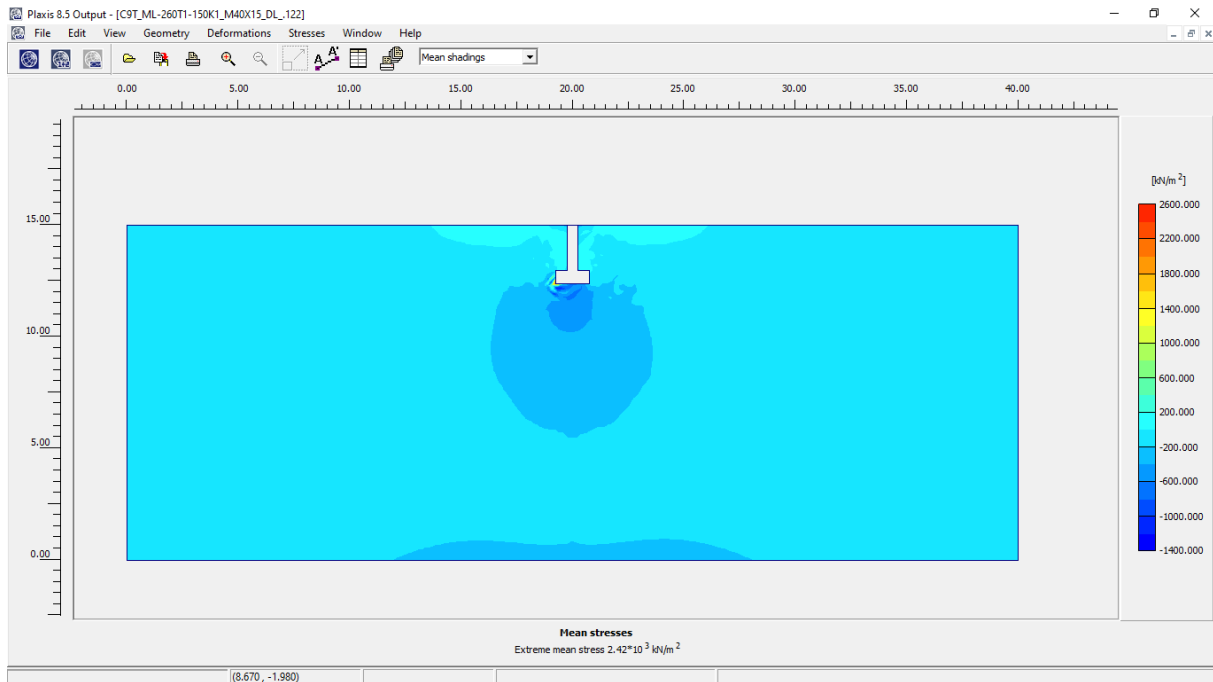 Plaxis 8.5 Output - [C9T_ML-260T1-150K1_M40X15_DL_.122]
File Edit View Geometry Deformations Stresses Window Help
Mean shadings
0.00 5.00 10.00 15.00 20.00 25.00 30.00 35.00 40.00
15.00
10.00
5.00
0.00
[kN/m 2]
2600.000
2200.000
1800.000
1400.000
1000.000
600.000
200.000
-200.000
-600.000
-1000.000
-1400.000
Mean stresses
Extreme mean stress 2.42*10 3 kN/m 2
(8.670 , -1.980)